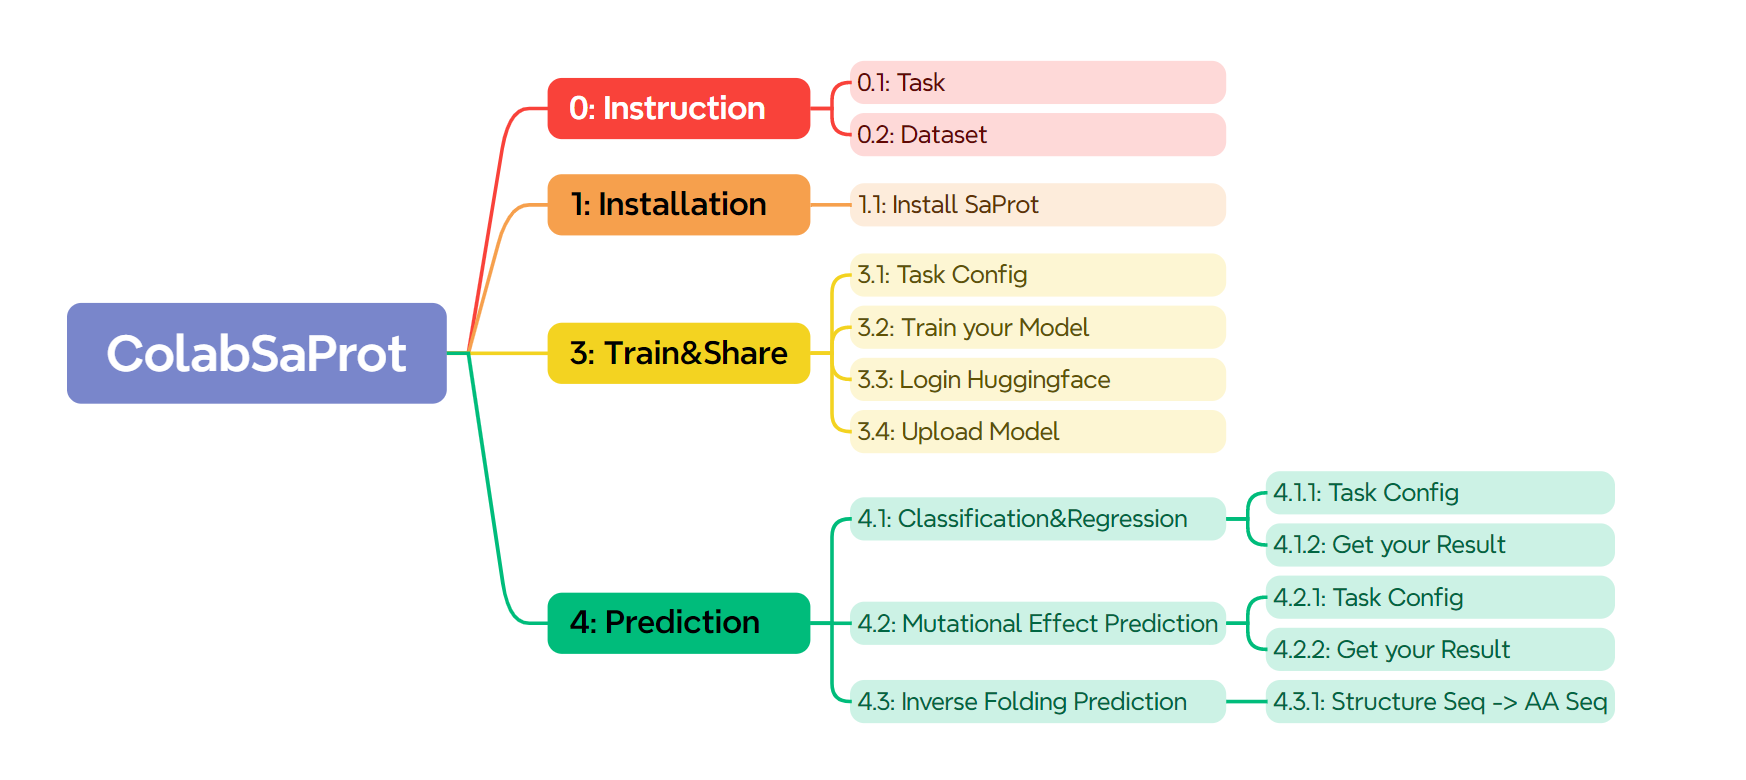 ColabSaProt
0: Instruction
0.1: Task
0.2: Dataset
1: Installation
1.1: Install SaProt
3: Train&Share
3.1: Task Config
3.2: Train your Model
3.3: Login Huggingface
3.4: Upload Model
4: Prediction
4.1: Classification&Regression
4.1.1: Task Config
4.1.2: Get your Result
4.2: Mutational Effect Prediction
4.2.1: Task Config
4.2.2: Get your Result
4.3: Inverse Folding Prediction
4.3.1: Structure Seq -> AA Seq